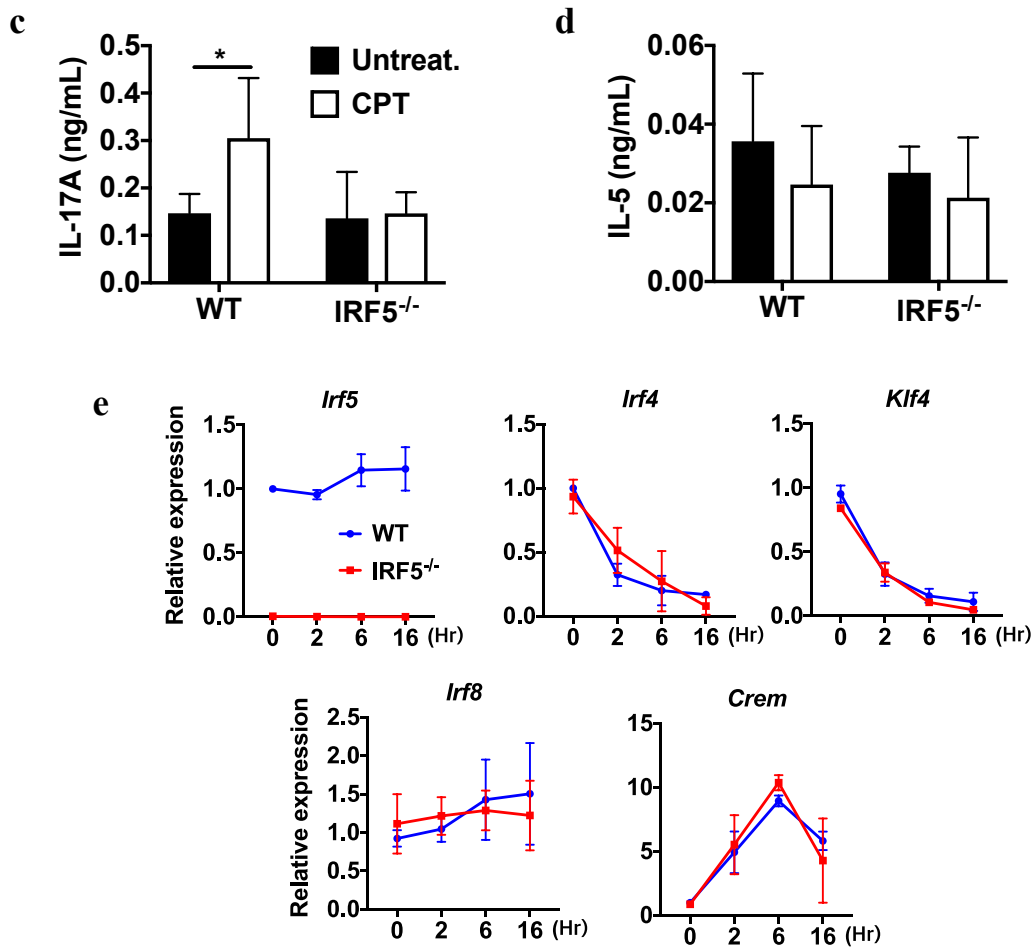 c
d
0.5
0.4
0.3
0.2
0.1
0.0
IL-17A (ng/mL)
*
Untreat.
CPT
WT
IRF5-/-
0.06
0.04
0.02
0.00
IL-5 (ng/mL)
WT
IRF5-/-
e
Irf5
1.5
1.0
0.5
0.0
Relative expression
WT
IRF5-/-
0 2 6 16 (Hr)
Irf4
1.5
1.0
0.5
0.0
0 2 6 16 (Hr)
Klf4
1.5
1.0
0.5
0.0
0 2 6 16 (Hr)
Irf8
2.5
2.0
1.5
1.0
0.5
0.0
Relative expression
0 2 6 16 (Hr)
Crem
15
10
5
0
0 2 6 16 (Hr)